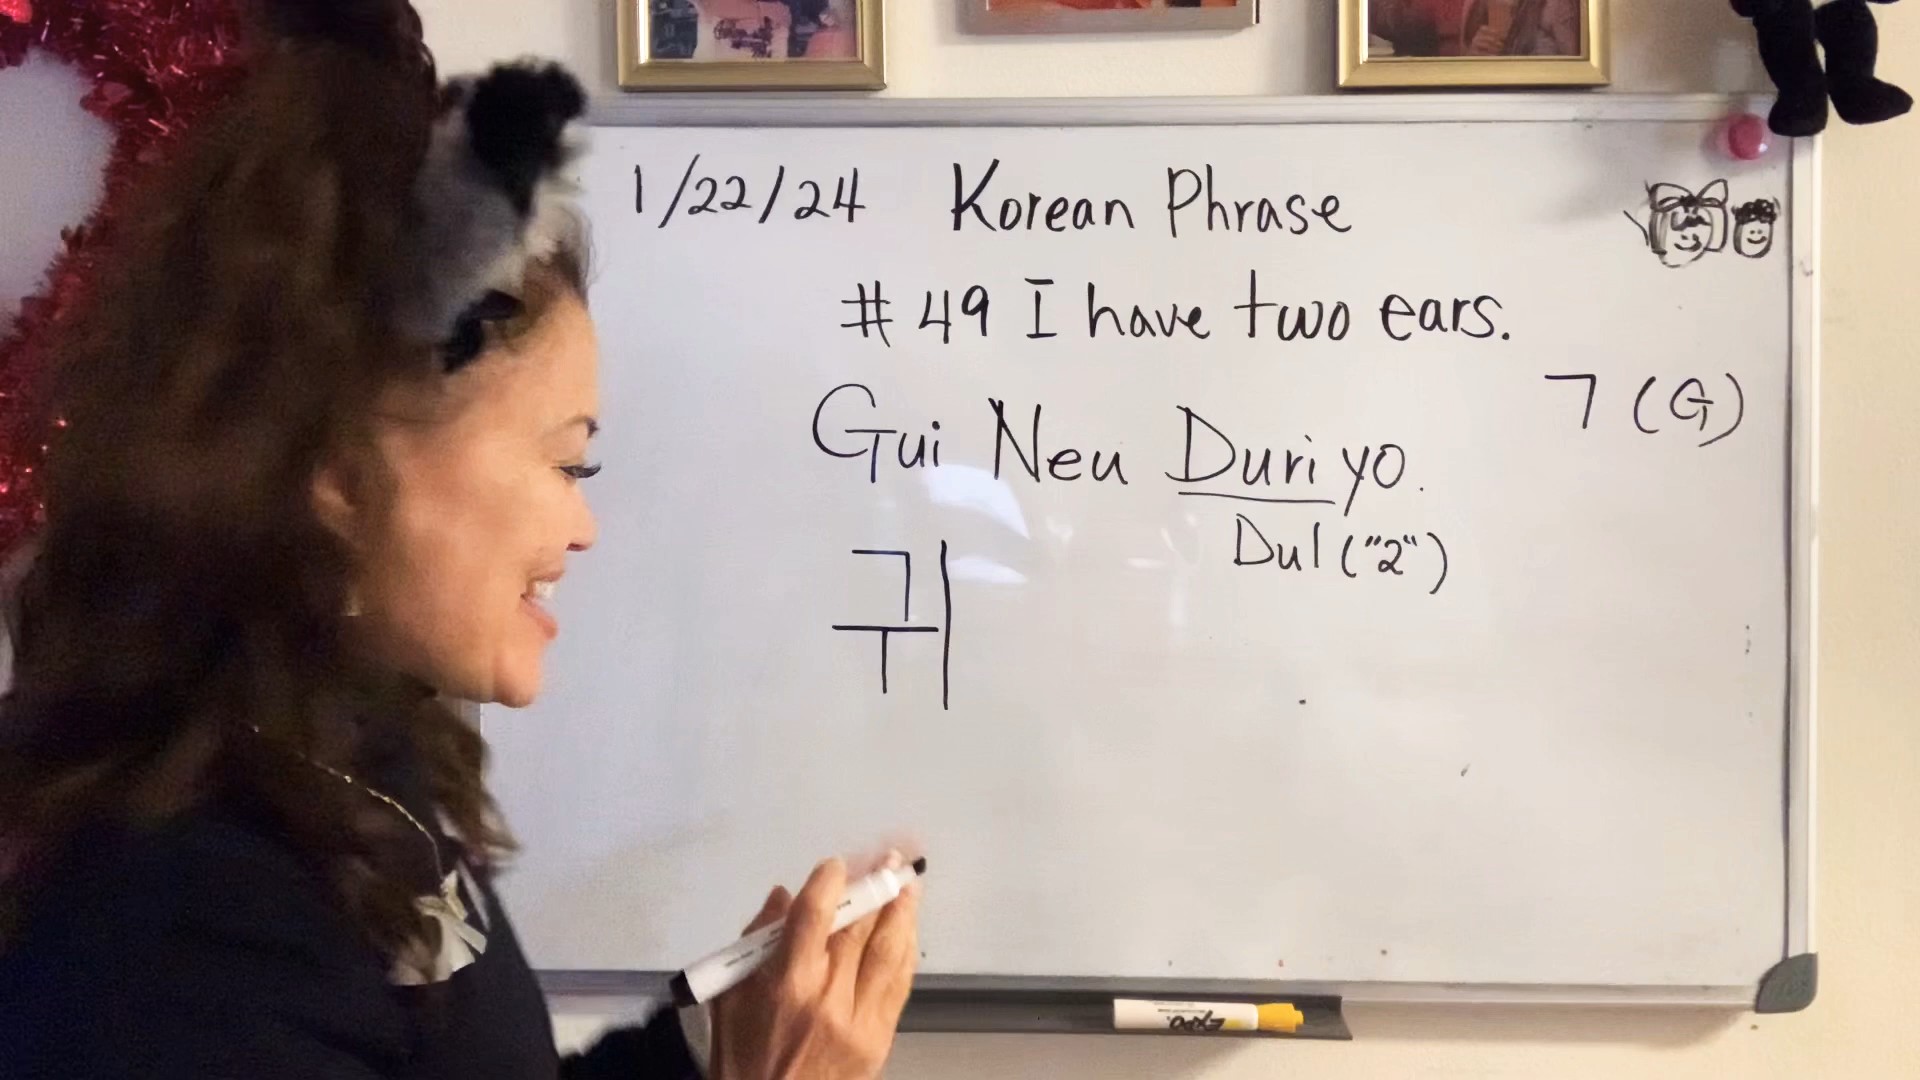 1/22/24 Korean Phrase
# 49 I have two ears.
ㄱ (G)
Gui Neu Duri yo.
Dul ("2")
귀
EXPO